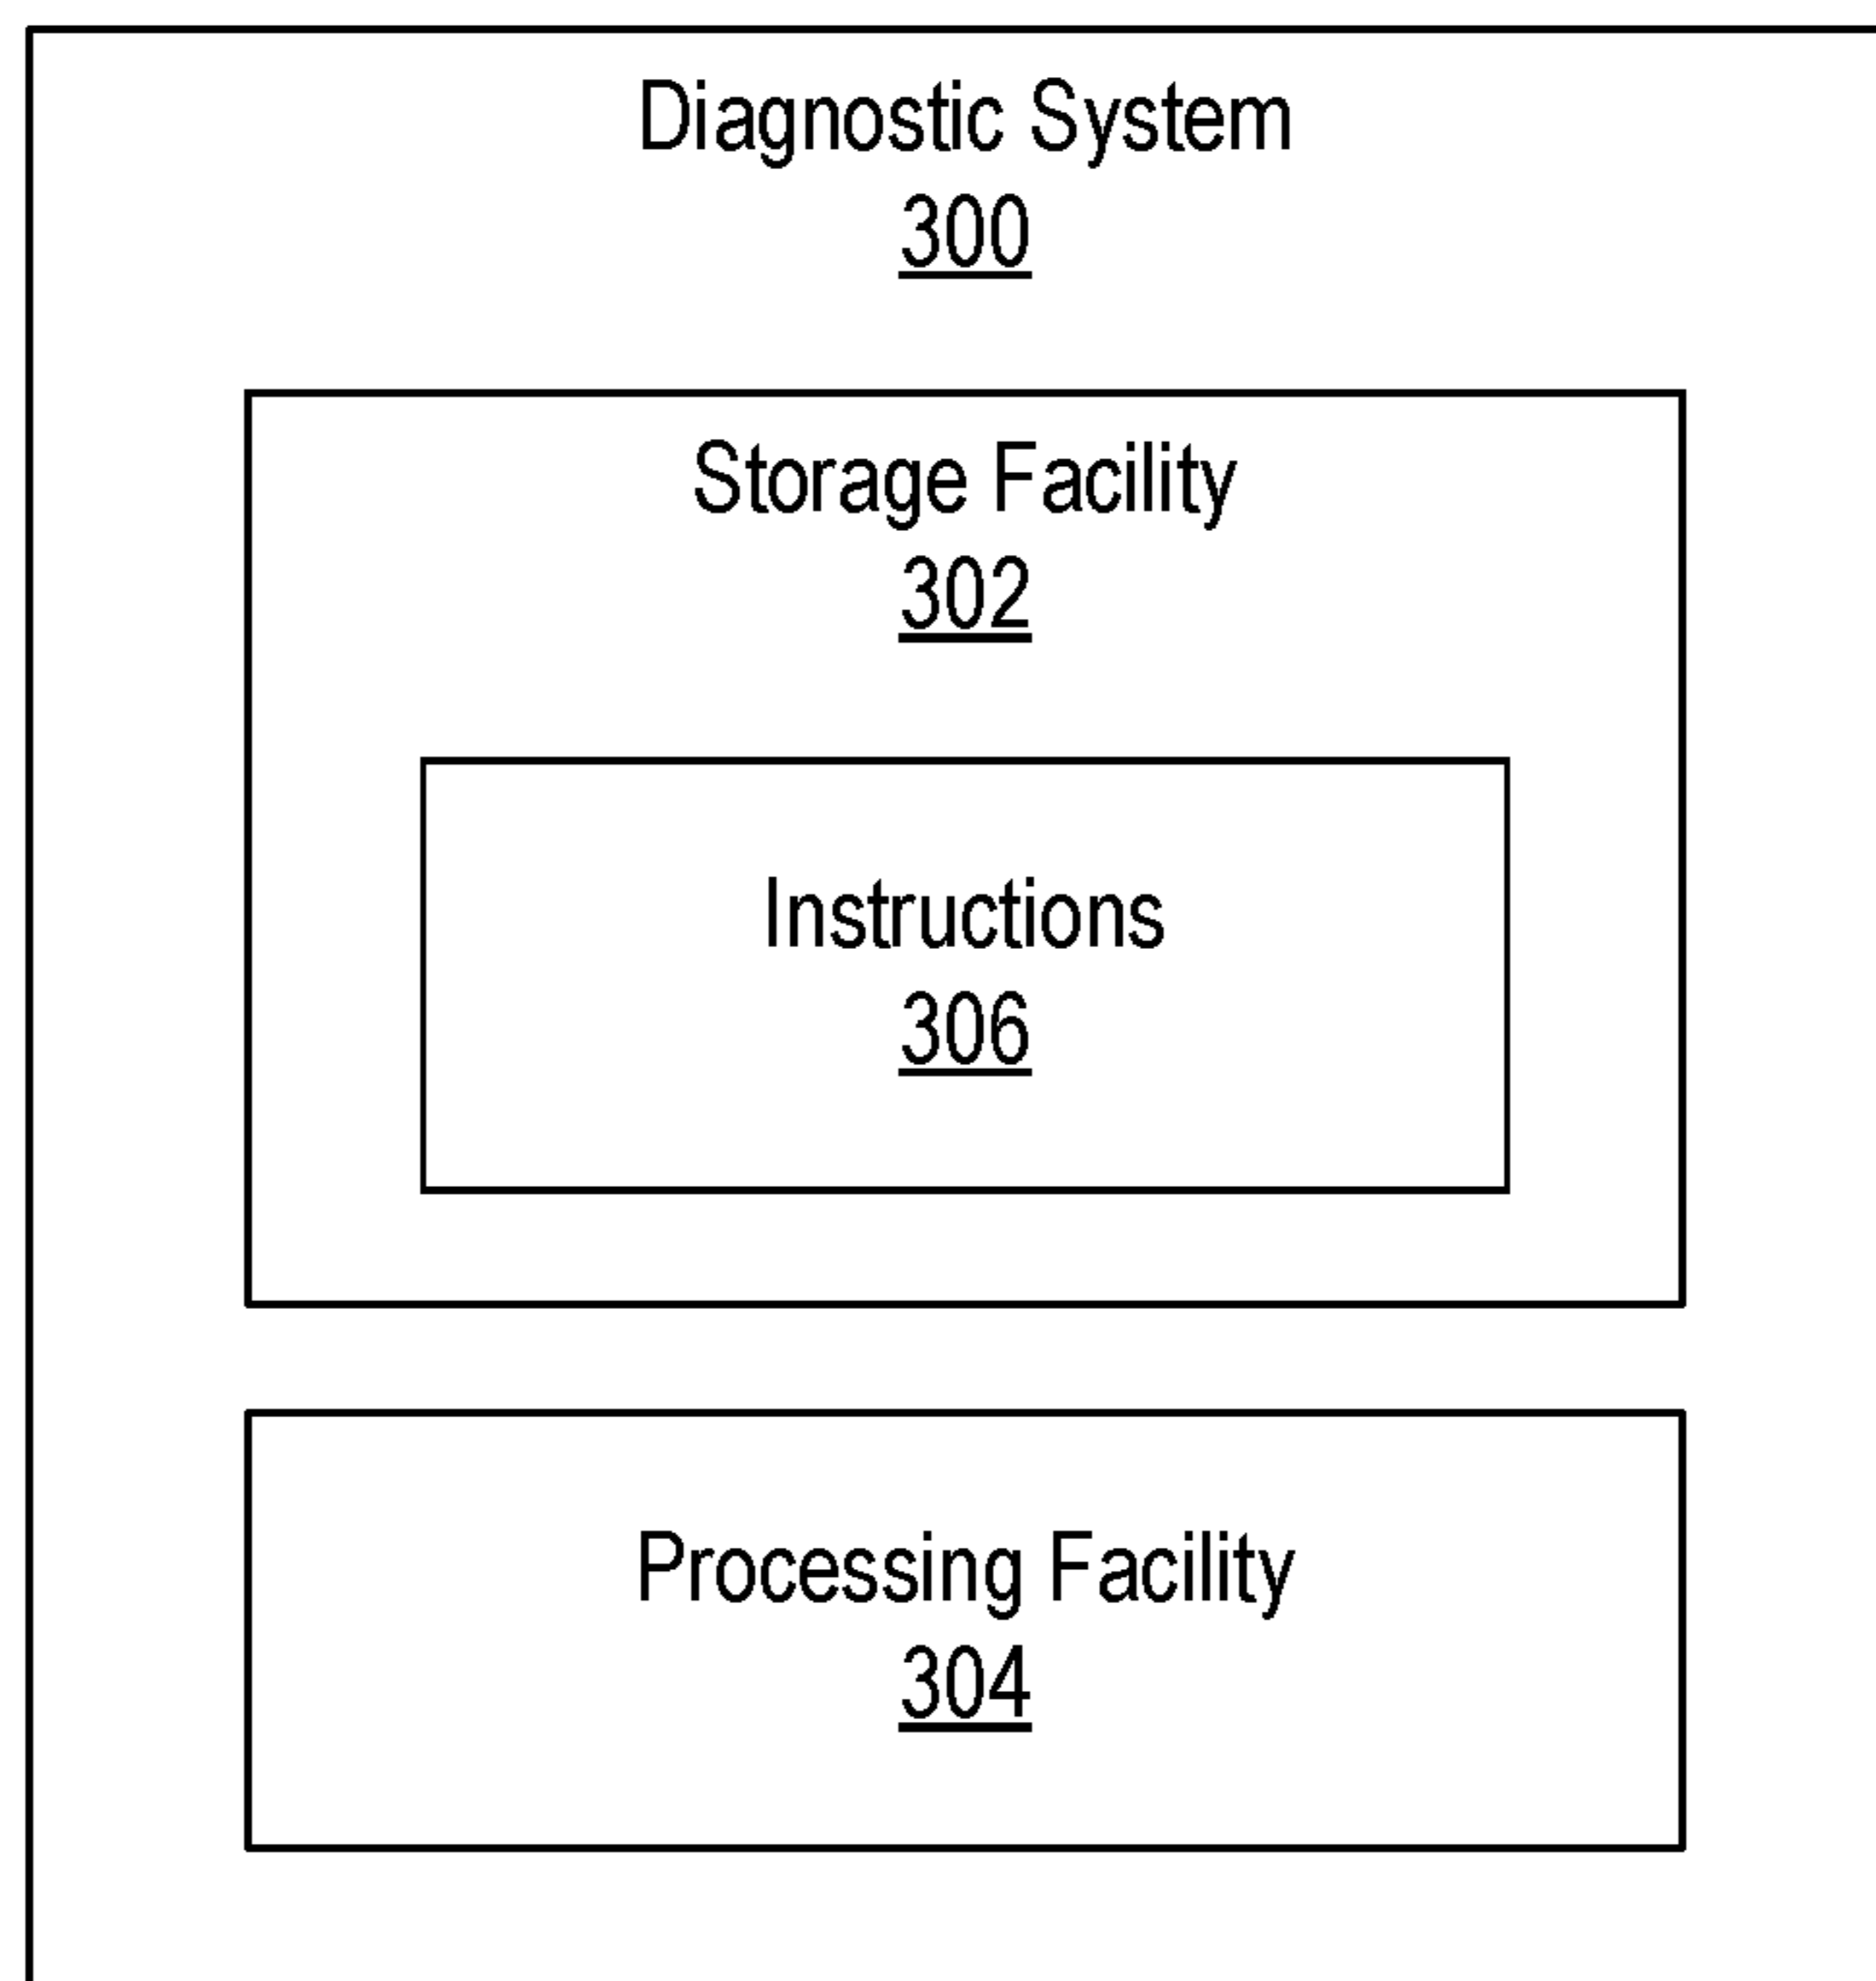 Diagnostic System
300
Storage Facility
302
Instructions
306
Processing Facility
304